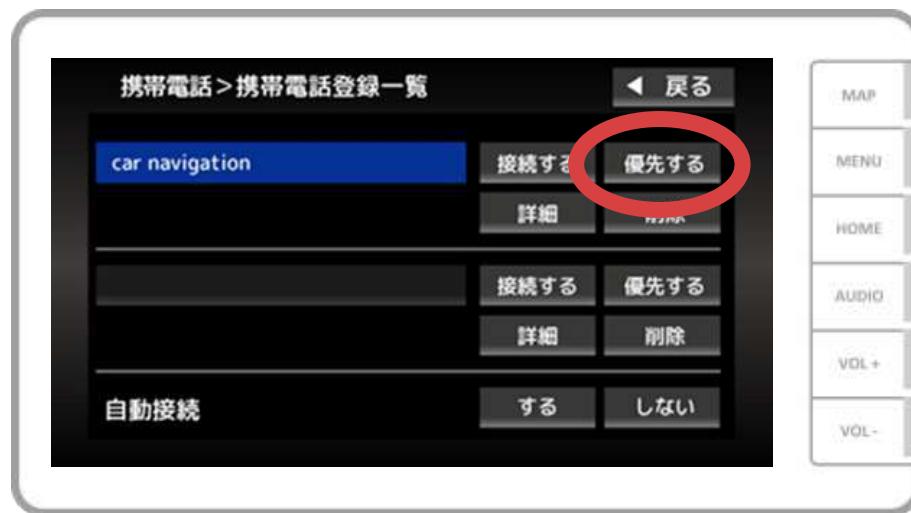 携帯電話>携帯電話登録一覧 ◀ 戻る
car navigation 接続する 優先する
詳細 削除
接続する 優先する
詳細 削除
自動接続 する しない
MAP
MENU
HOME
AUDIO
VOL +
VOL -